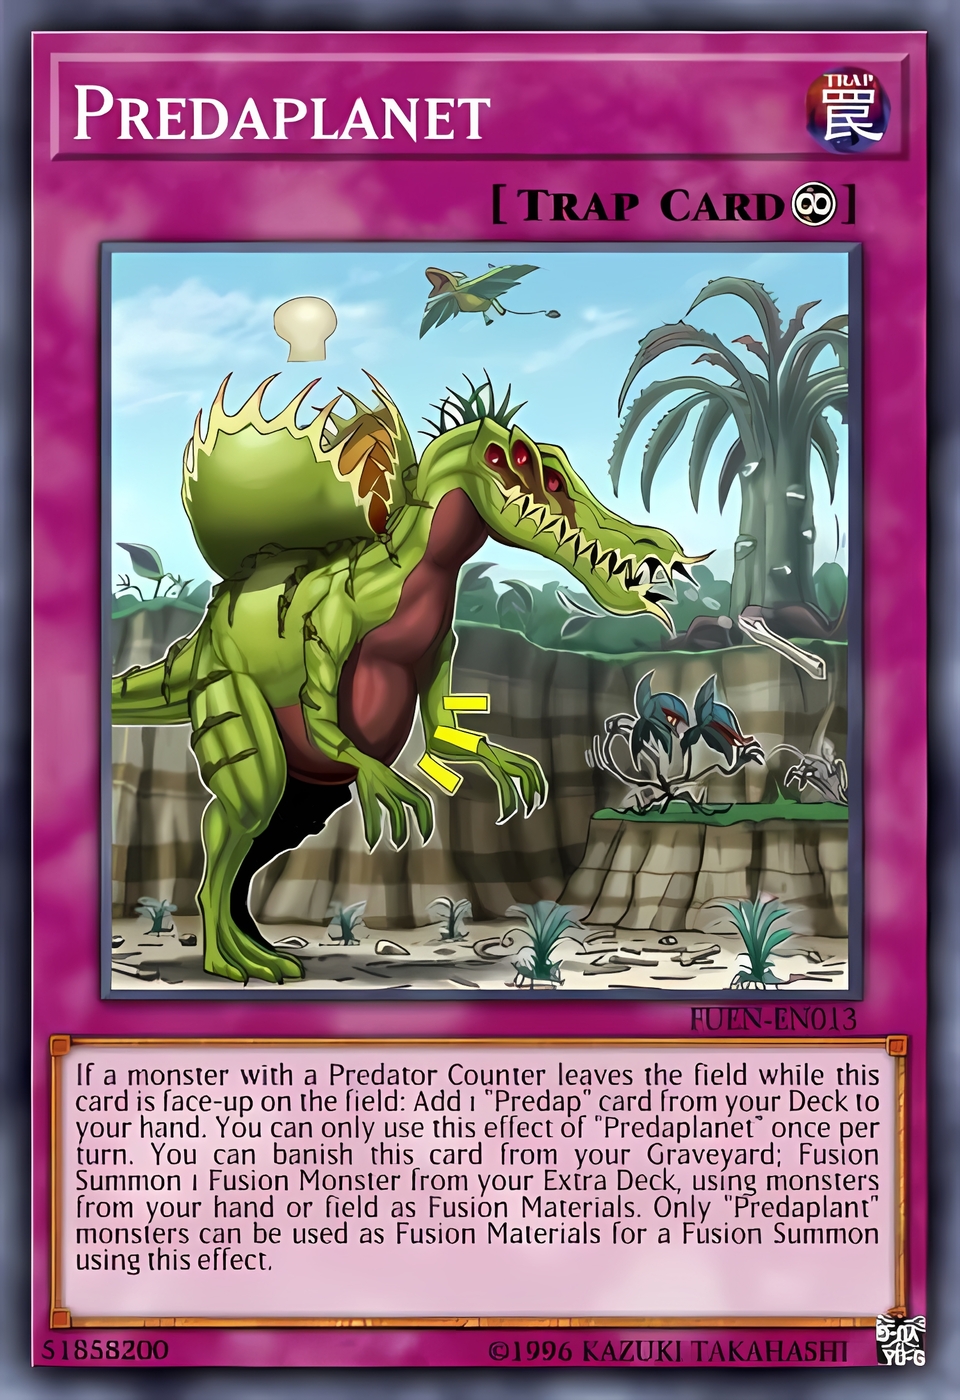 PREDAPLANET
TRAP
罠
[TRAP CARD]
FUEN-EN013
If a monster with a Predator Counter leaves the field while this
card is face-up on the field: Add 1 "Predap" card from your Deck to
your hand. You can only use this effect of "Predaplanet" once per
turn. You can banish this card from your Graveyard; Fusion
Summon 1 Fusion Monster from your Extra Deck, using monsters
from your hand or field as Fusion Materials. Only "Predaplant"
monsters can be used as Fusion Materials for a Fusion Summon
using this effect.
51858200
©1996 KAZUKI TAKAHASHI